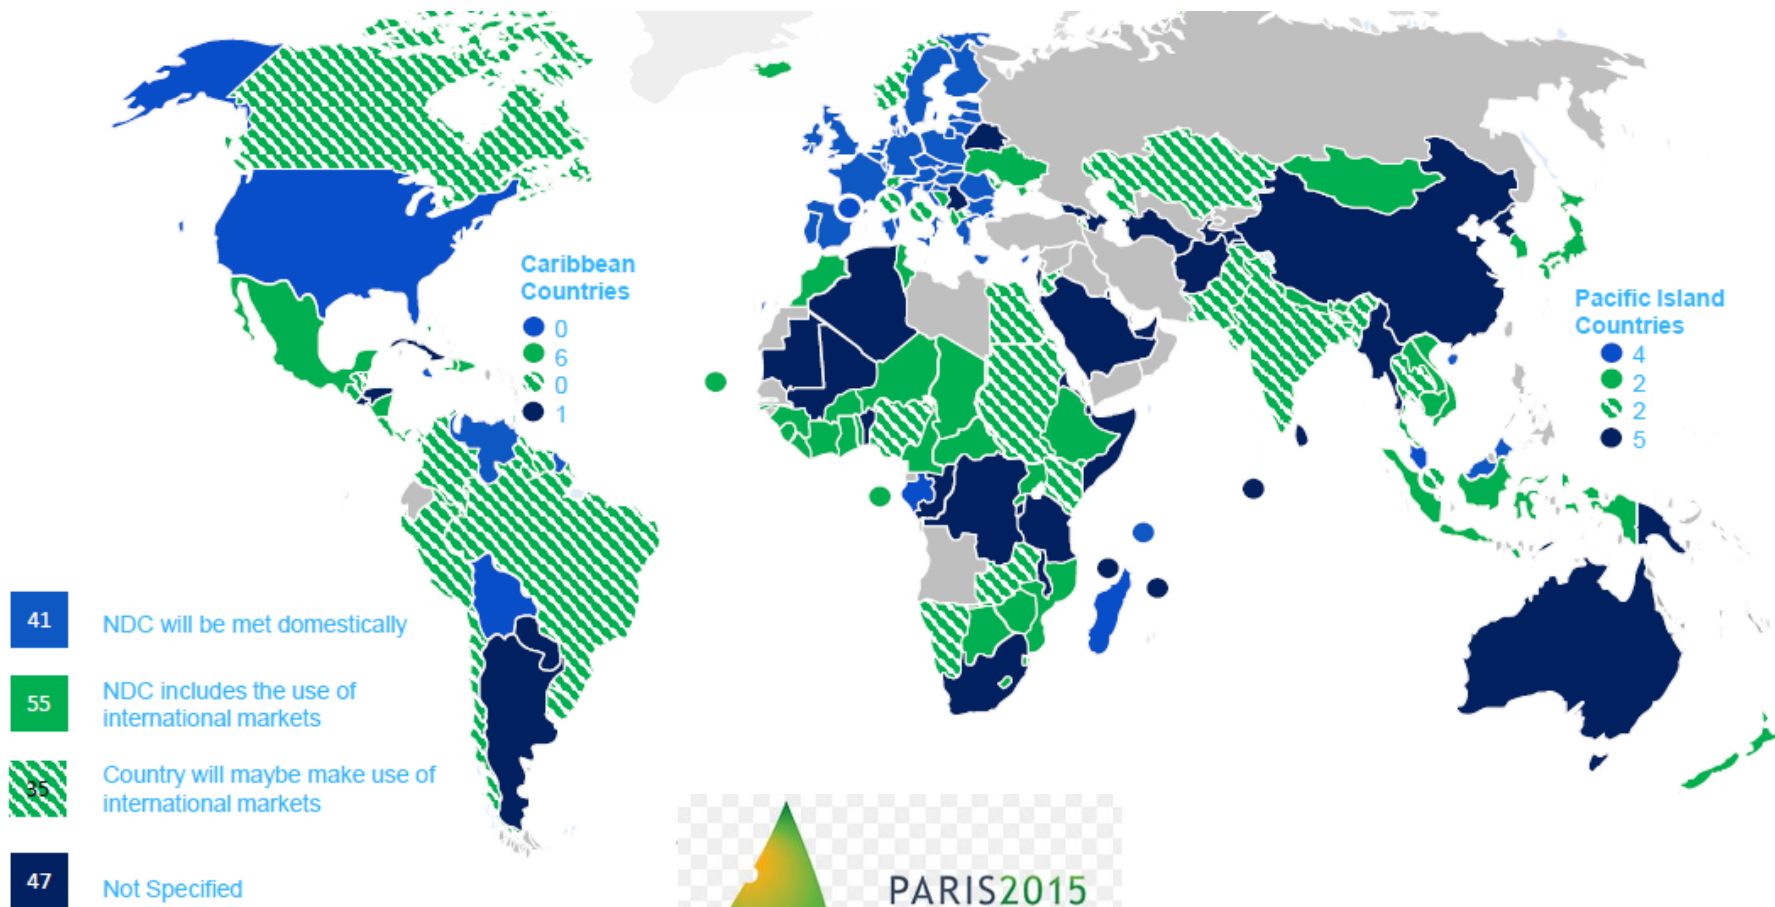 Caribbean
Countries
0
6
0
1
Pacific Island
Countries
4
2
2
5
41
NDC will be met domestically
55
NDC includes the use of
international markets
35
Country will maybe make use of
international markets
47
Not Specified
PARIS2015